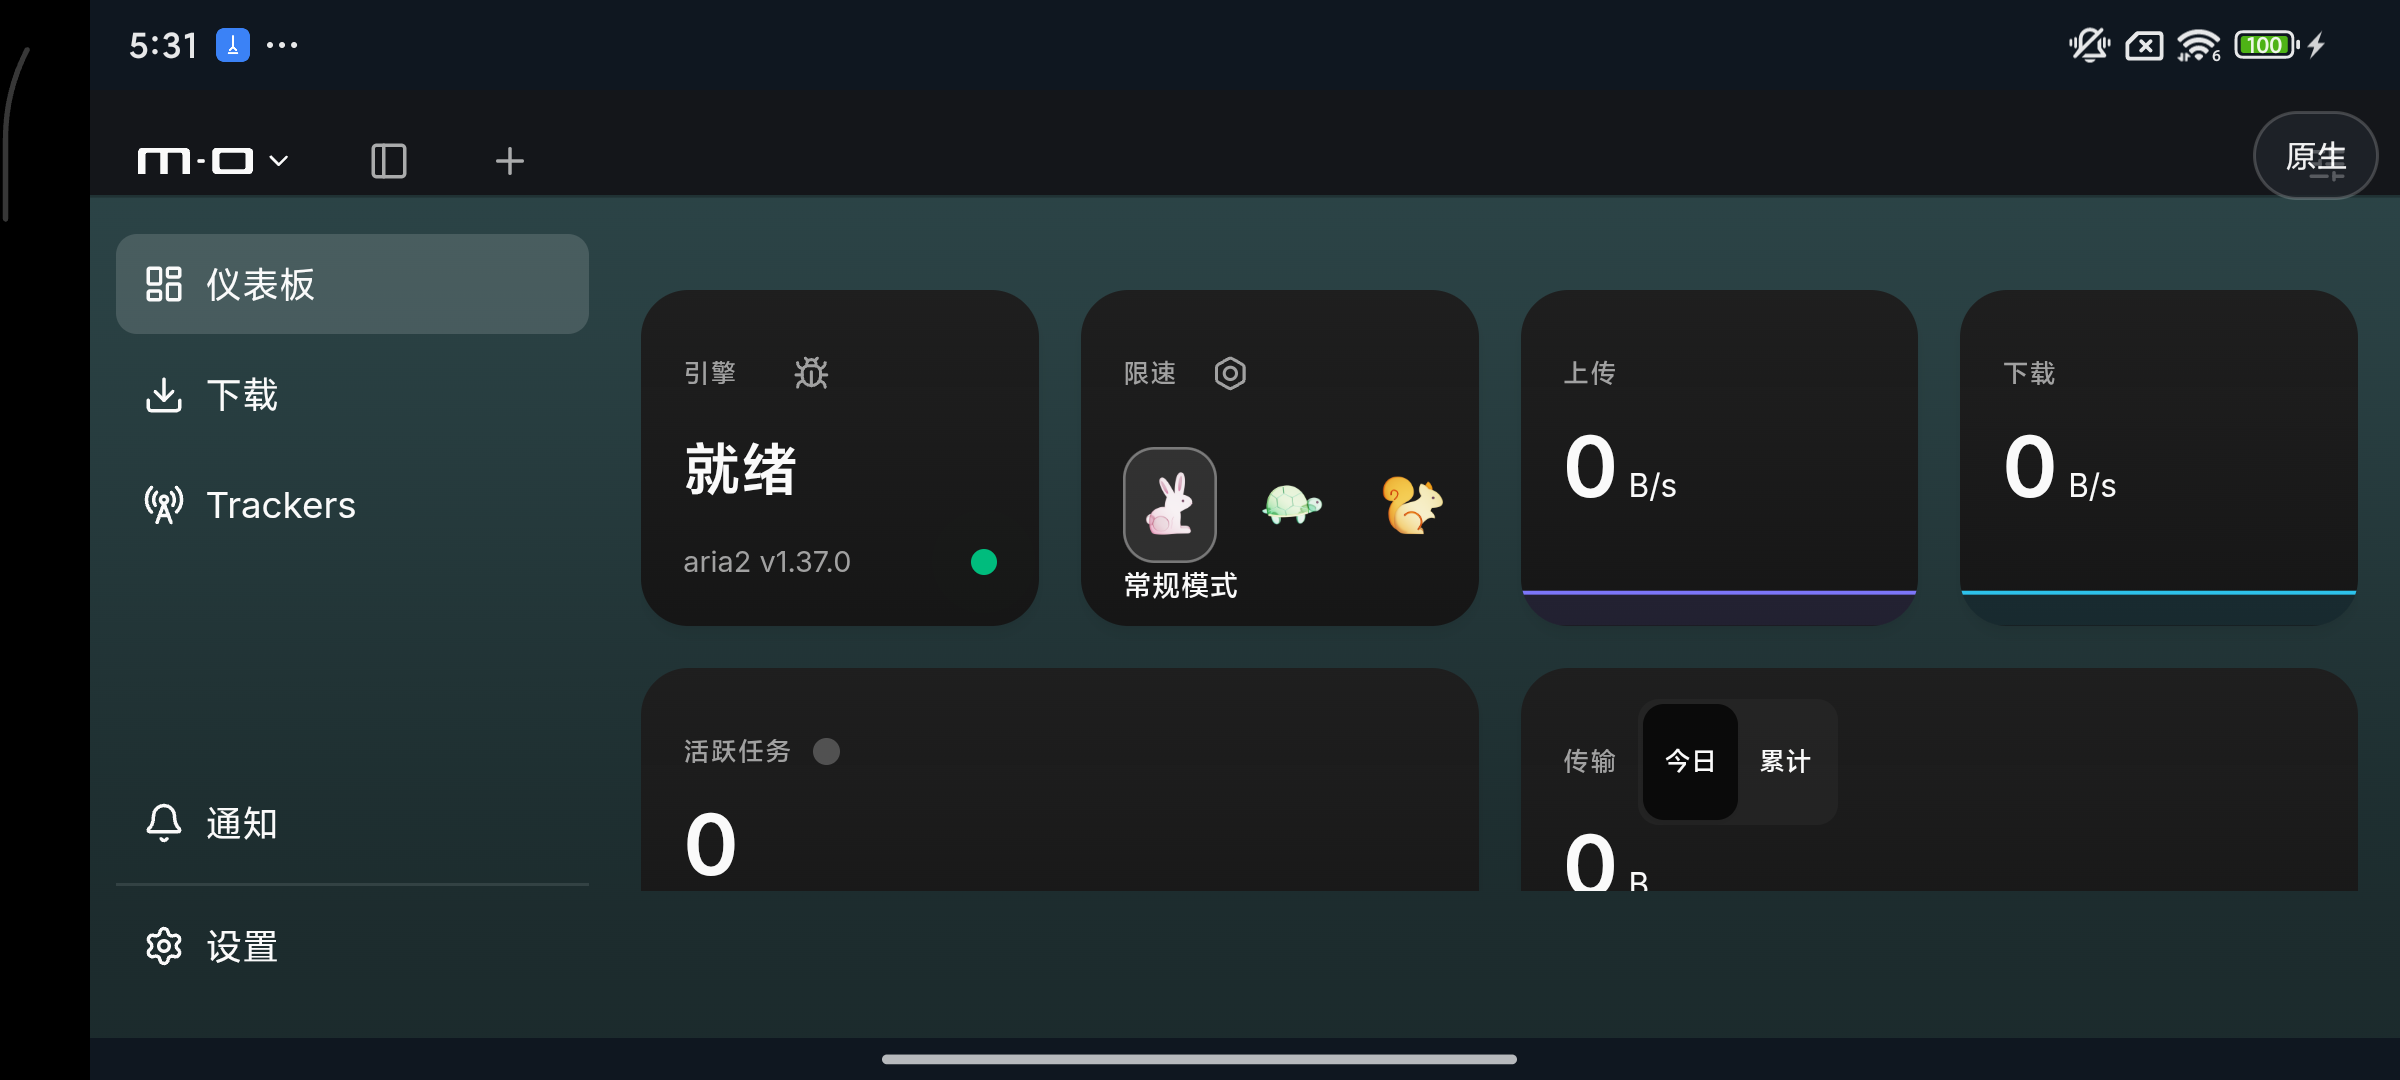 5:31
6
100
m-o
原生
仪表板
下载
Trackers
通知
设置
引擎
就绪
aria2 v1.37.0
限速
常规模式
上传
0 B/s
下载
0 B/s
活跃任务
0
传输
今日
累计
0 B